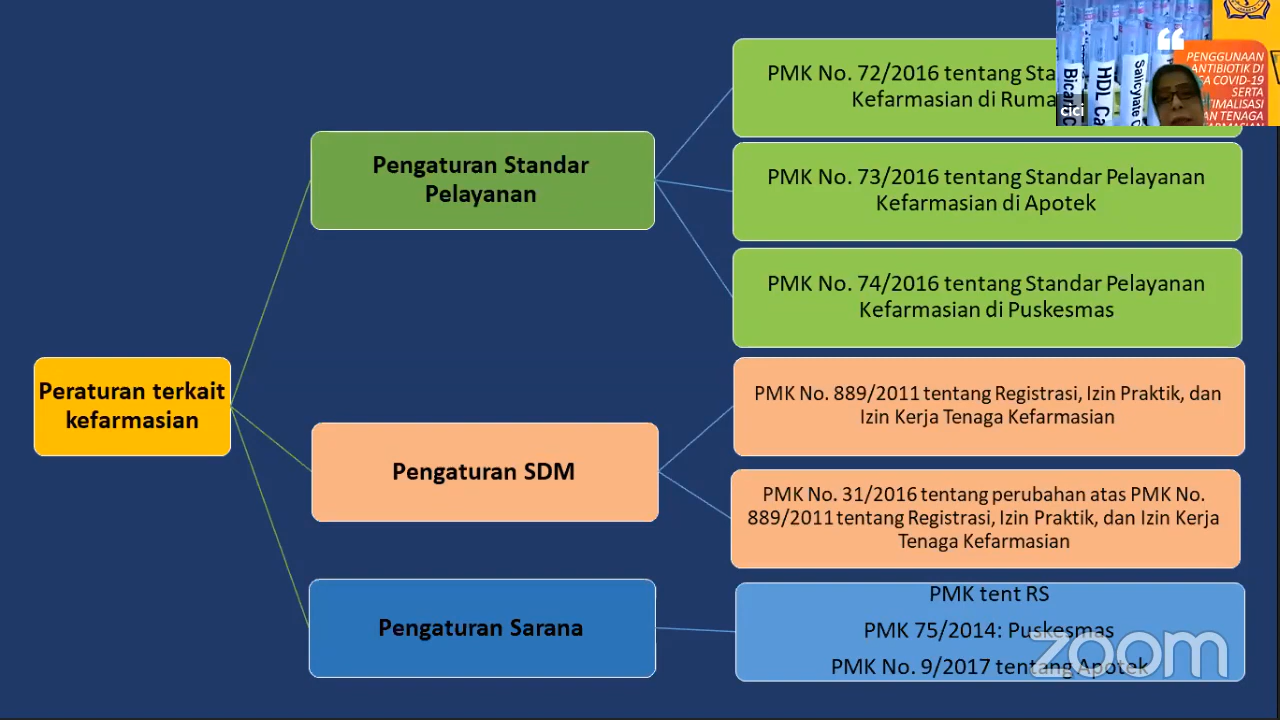 Peraturan terkait
kefarmasian
Pengaturan Standar
Pelayanan
PMK No. 72/2016 tentang
Kefarmasian di
PMK No. 73/2016 tentang Standar Pelayanan
Kefarmasian di Apotek
PMK No. 74/2016 tentang Standar Pelayanan
Kefarmasian di Puskesmas
Pengaturan SDM
PMK No. 889/2011 tentang Registrasi, Izin Praktik, dan
Izin Kerja Tenaga Kefarmasian
PMK No. 31/2016 tentang perubahan atas PMK No.
889/2011 tentang Registrasi, Izin Praktik, dan Izin Kerja
Tenaga Kefarmasian
Pengaturan Sarana
PMK tent RS
PMK 75/2014: Puskesmas
PMK No. 9/2017 tentang Apotek
zoom
cici
HDL
Salicylate
PENGGUNAAN
ANTIBIOTIK DI
COVID-19
SERTA